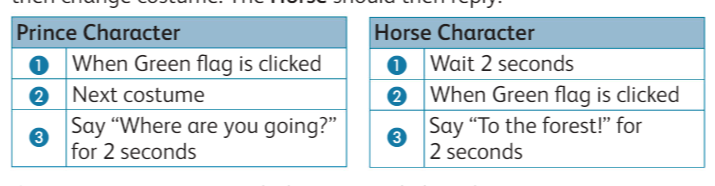 then change costume. The Horse should then reply.
Prince Character
1 When Green flag is clicked
2 Next costume
3 Say “Where are you going?”
for 2 seconds
Horse Character
1 Wait 2 seconds
2 When Green flag is clicked
3 Say “To the forest!” for
2 seconds